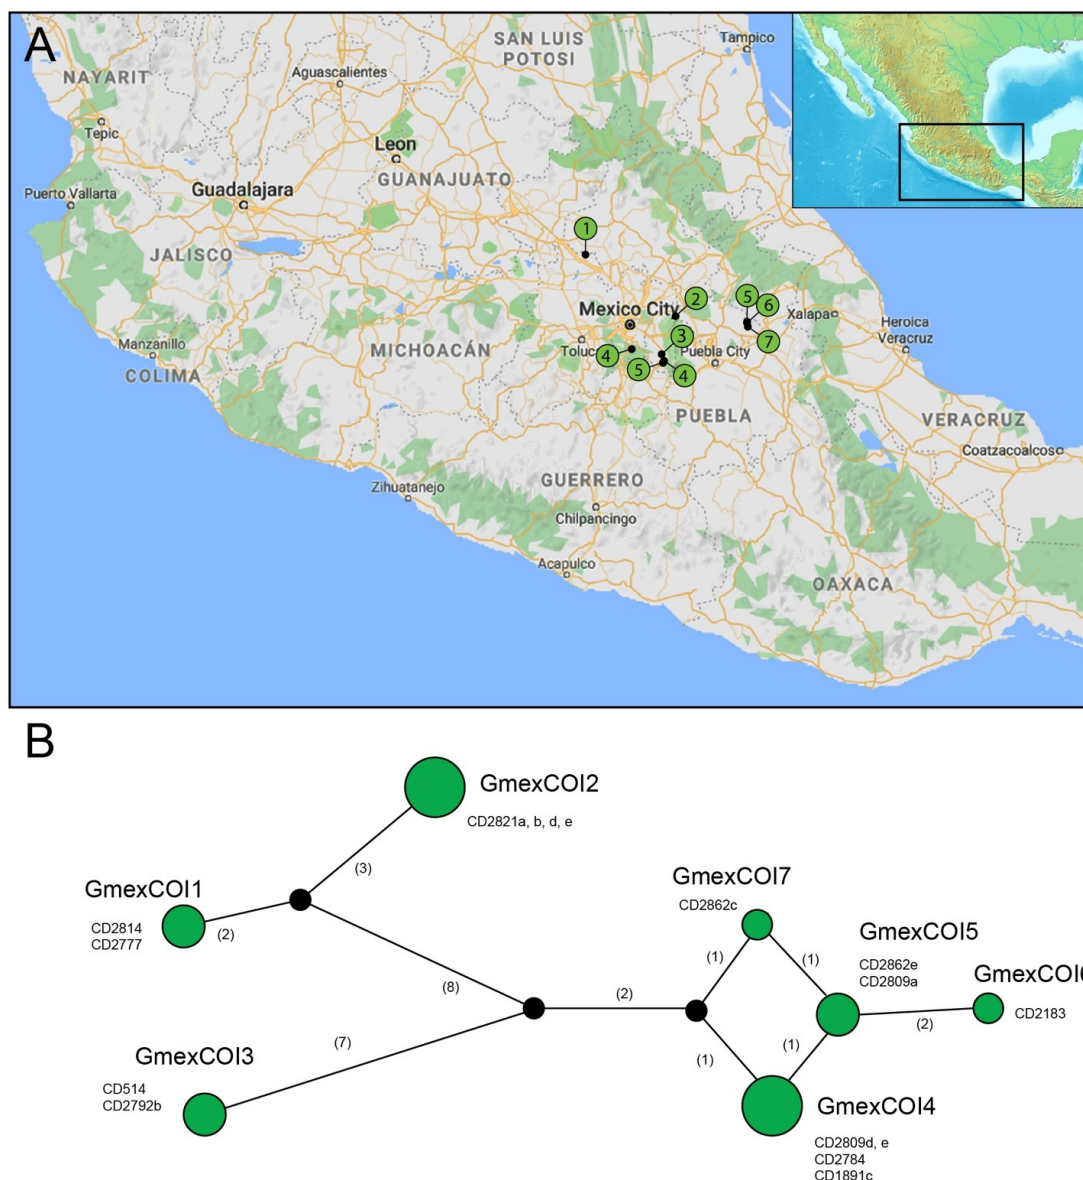 A
SAN LUIS
POTOSI
Tampico
NAYARIT
Aguascalientes
Tepic
Leon
GUANAJUATO
Puerto Vallarta
Guadalajara
1
JALISCO
2
5
6
Mexico City
Xalapa
Heroica
Veracruz
3
7
Manzanillo
MICHOACÁN
Toluc
4
Puebla City
COLIMA
5
4
PUEBLA
VERACRUZ
Coatzacoalcos
GUERRERO
Zihuatanejo
Chilpancingo
Acapulco
OAXACA
B
GmexCOI2
CD2821a, b, d, e
(3)
GmexCOI1
CD2814
CD2777
(2)
GmexCOI7
CD2862c
GmexCOI5
CD2862e
CD2809a
(1)
(1)
GmexCOI6
CD2183
(8)
(2)
(2)
(7)
(1)
(1)
GmexCOI3
CD514
CD2792b
GmexCOI4
CD2809d, e
CD2784
CD1891c